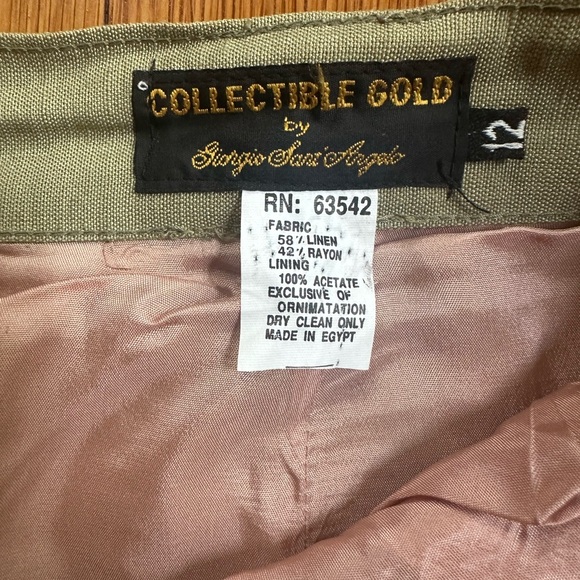 COLLECTIBLE GOLD
by
Giorgio Sant'Angelo
12
RN: 63542
FABRIC
58% LINEN
42% RAYON
LINING
100% ACETATE
EXCLUSIVE OF
ORNIMATATION
DRY CLEAN ONLY
MADE IN EGYPT